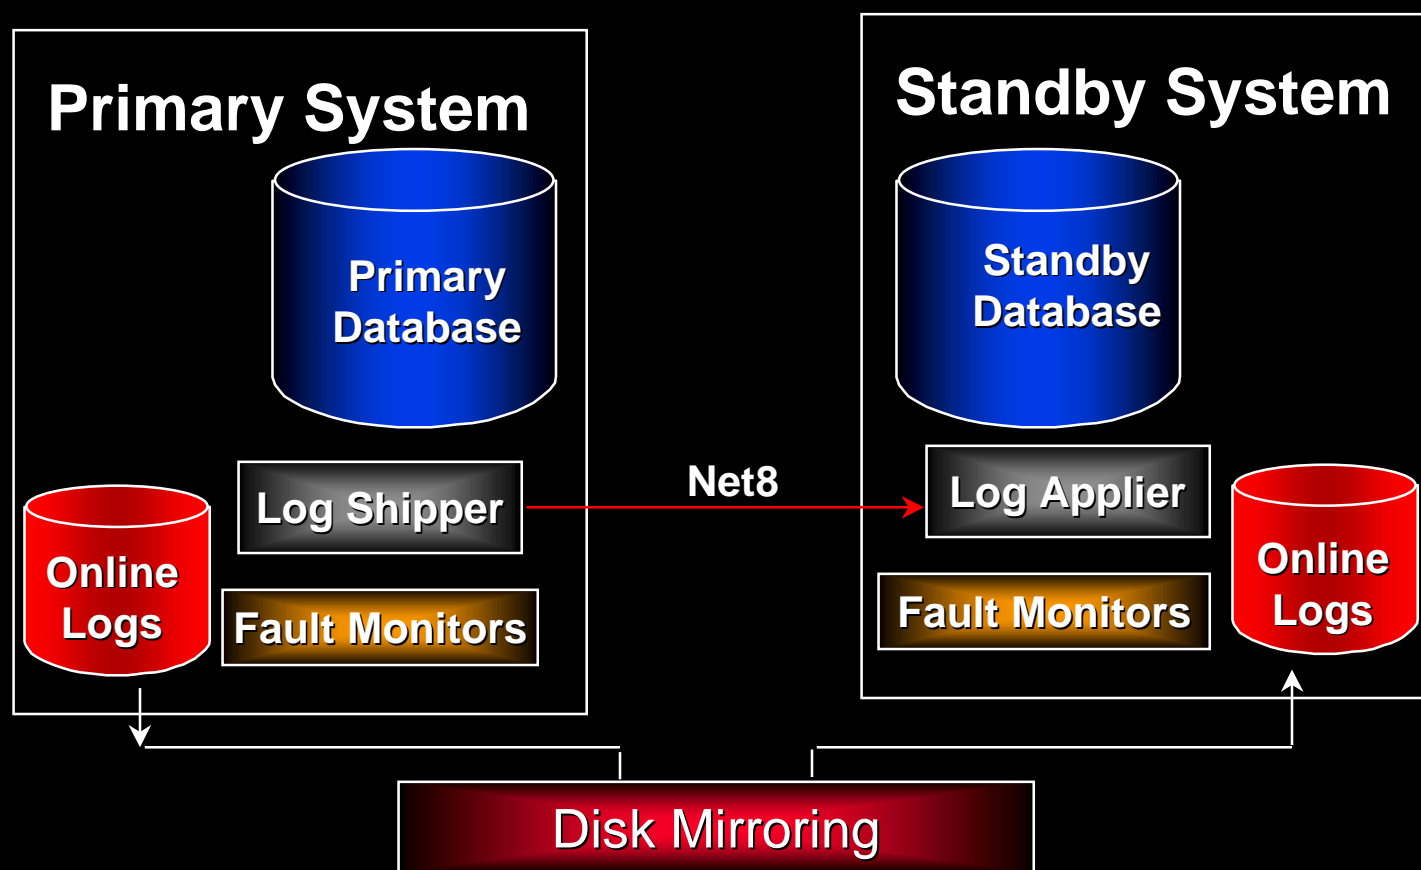 Primary System
Primary
Database
Log Shipper
Online
Logs
Fault Monitors
Net8
Standby System
Standby
Database
Log Applier
Fault Monitors
Online
Logs
Disk Mirroring